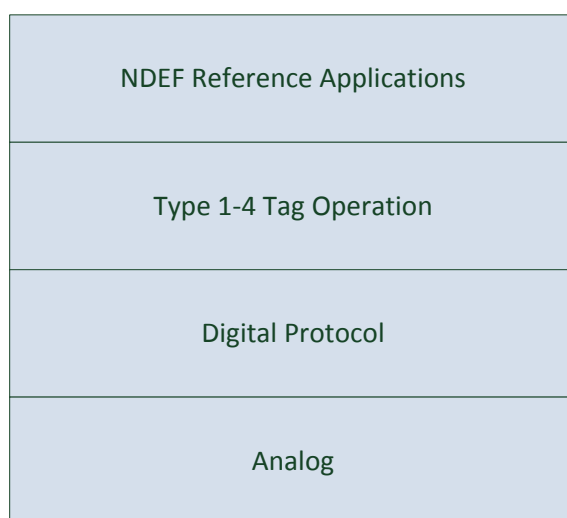 NDEF Reference Applications
Type 1-4 Tag Operation
Digital Protocol
Analog